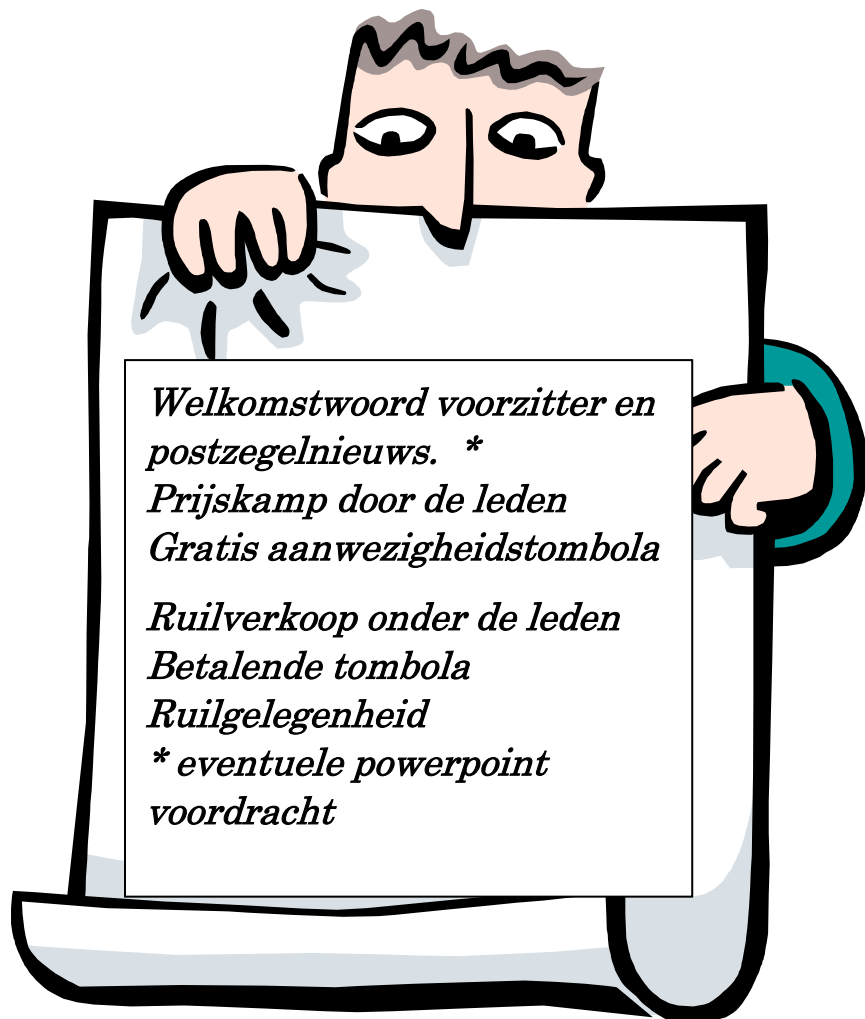 Welkomstwoord voorzitter en
postzegelnieuws. *
Prijskamp door de leden
Gratis aanwezigheidstombola
Ruilverkoop onder de leden
Betalende tombola
Ruilgelegenheid
* eventuele powerpoint
voordracht